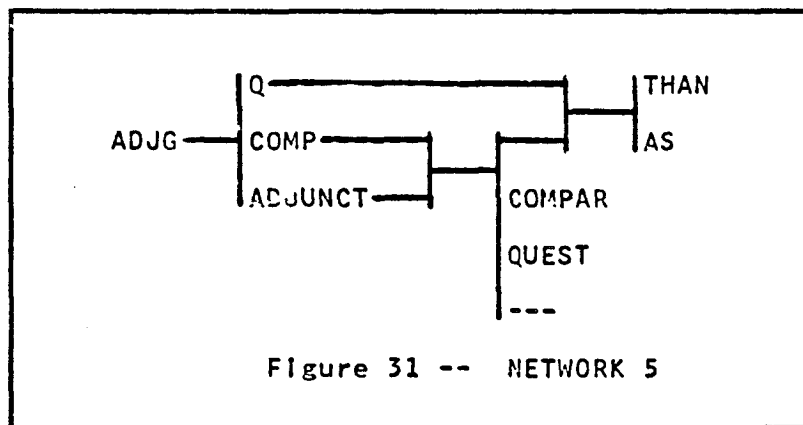 Q THAN
ADJG COMP AS
ADJUNCT COMPAR
QUEST
---
Figure 31 -- NETWORK 5